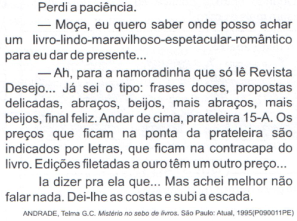 Perdi a paciência.
— Moça, eu quero saber onde posso achar
um livro-lindo-maravilhoso-espetacular-romântico
para eu dar de presente...
— Ah, para a namoradinha que só lê Revista
Desejo... Já sei o tipo: frases doces, propostas
delicadas, abraços, beijos, mais abraços, mais
beijos, final feliz. Andar de cima, prateleira 15-A. Os
preços que ficam na ponta da prateleira são
indicados por letras, que ficam na contracapa do
livro. Edições filetadas a ouro têm um outro preço...
Ia dizer pra ela que... Mas achei melhor não
falar nada. Dei-lhe as costas e subi a escada.
ANDRADE, Telma G.C. Mistério no sebo de livros. São Paulo: Atual, 1995(P090011PE)